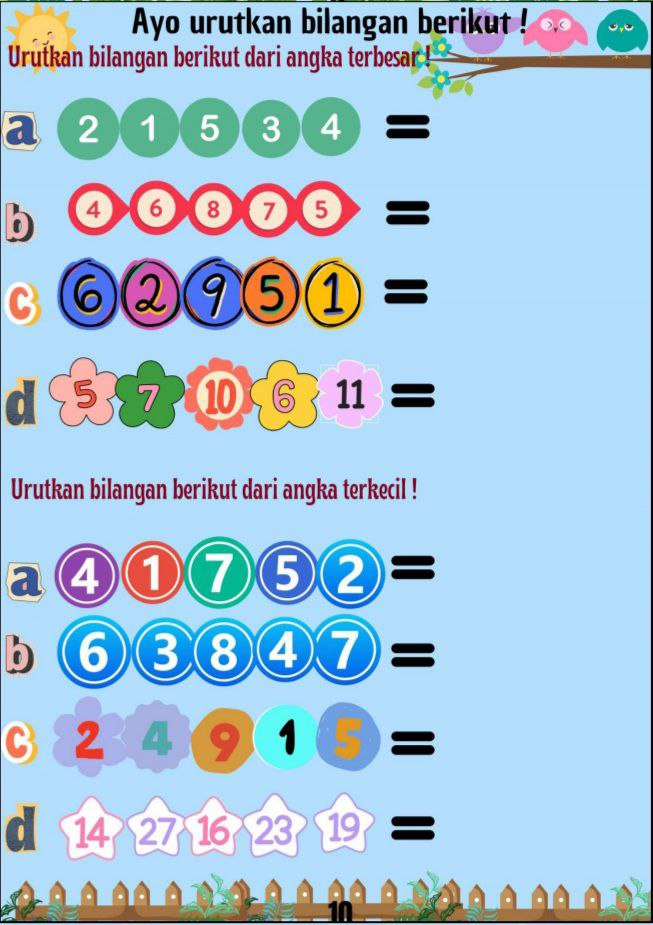 Ayo urutkan bilangan berikut !
Urutkan bilangan berikut dari angka terbesar !
a 2 1 5 3 4 =
b 4 6 8 7 5 =
c 6 2 9 5 1 =
d 5 7 10 6 11 =
Urutkan bilangan berikut dari angka terkecil !
a 4 1 7 5 2 =
b 6 3 8 4 7 =
c 2 4 9 1 5 =
d 14 27 16 23 19 =
10